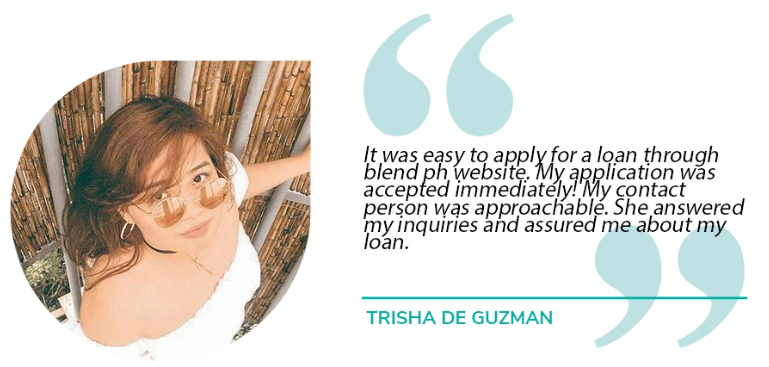 It was easy to apply for a loan through
blend ph website. My application was
accepted immediately! My contact
person was approachable. She answered
my inquiries and assured me about my
loan.
TRISHA DE GUZMAN